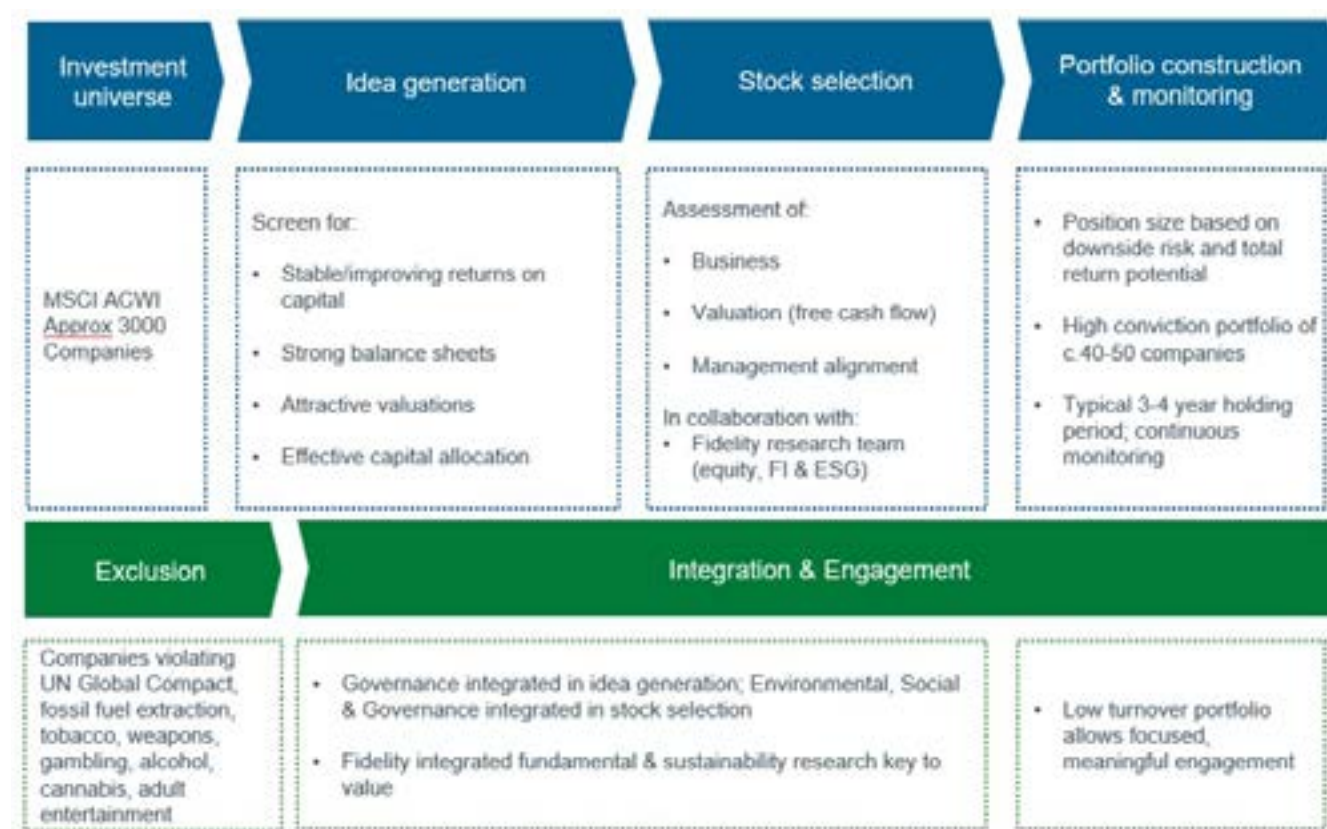 Investment
universe
Idea generation
Stock selection
Portfolio construction
& monitoring
MSCI ACWI
Approx 3000
Companies
Screen for:
• Stable/improving returns on
capital
• Strong balance sheets
• Attractive valuations
• Effective capital allocation
Assessment of:
• Business
• Valuation (free cash flow)
• Management alignment
In collaboration with:
• Fidelity research team
(equity, FI & ESG)
• Position size based on
downside risk and total
return potential
• High conviction portfolio of
c.40-50 companies
• Typical 3-4 year holding
period; continuous
monitoring
Exclusion
Integration & Engagement
Companies violating
UN Global Compact,
fossil fuel extraction,
tobacco, weapons,
gambling, alcohol,
cannabis, adult
entertainment
• Governance integrated in idea generation; Environmental, Social
& Governance integrated in stock selection
• Fidelity integrated fundamental & sustainability research key to
value
• Low turnover portfolio
allows focused,
meaningful engagement